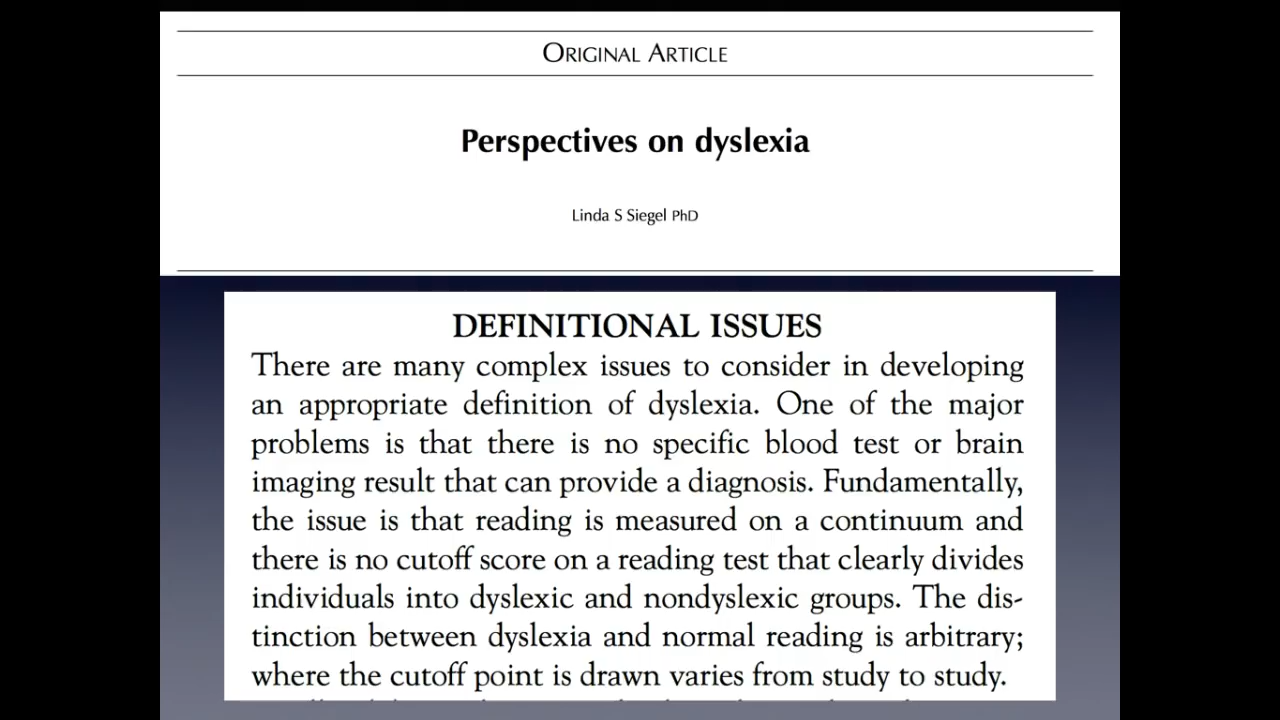 ORIGINAL ARTICLE
Perspectives on dyslexia
Linda S Siegel PhD
DEFINITIONAL ISSUES
There are many complex issues to consider in developing
an appropriate definition of dyslexia. One of the major
problems is that there is no specific blood test or brain
imaging result that can provide a diagnosis. Fundamentally,
the issue is that reading is measured on a continuum and
there is no cutoff score on a reading test that clearly divides
individuals into dyslexic and nondyslexic groups. The dis-
tinction between dyslexia and normal reading is arbitrary;
where the cutoff point is drawn varies from study to study.